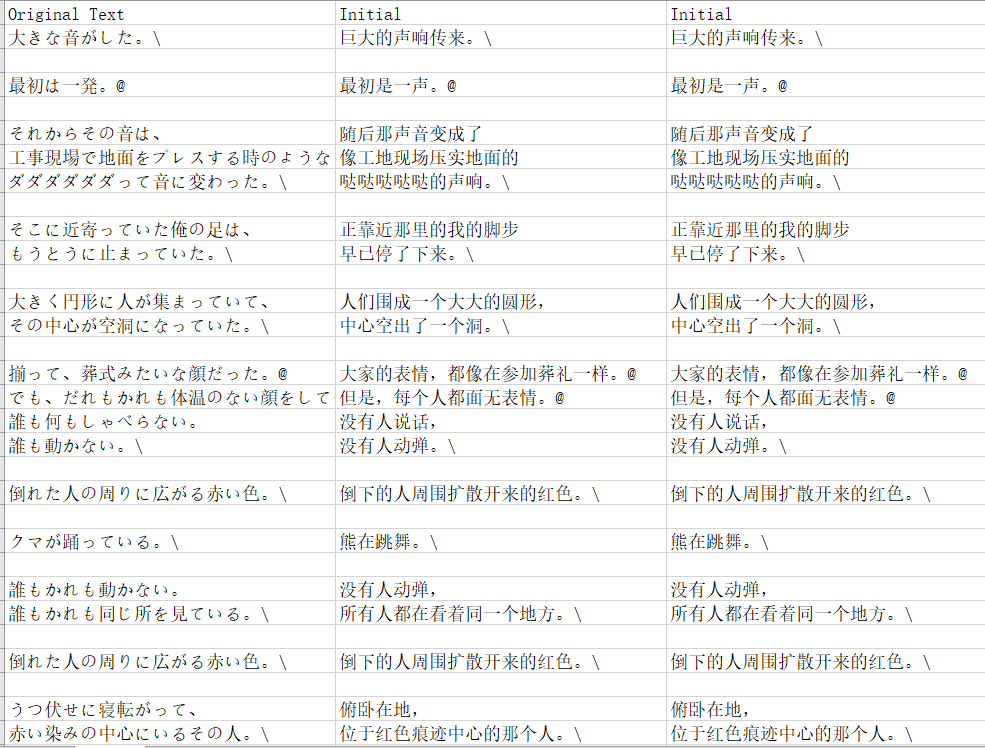 Original Text	Initial	Initial
大きな音がした。\	巨大的声响传来。\	巨大的声响传来。\
最初は一発。@	最初是一声。@	最初是一声。@
それからその音は、	随后那声音变成了	随后那声音变成了
工事現場で地面をプレスする時のような	像工地现场压实地面的	像工地现场压实地面的
ダダダダダダって音に変わった。\	哒哒哒哒哒的声响。\	哒哒哒哒哒的声响。\
そこに近寄っていた俺の足は、	正靠近那里的我的脚步	正靠近那里的我的脚步
もうとうに止まっていた。\	早已停了下来。\	早已停了下来。\
大きく円形に人が集まっていて、	人们围成一个大大的圆形，	人们围成一个大大的圆形，
その中心が空洞になっていた。\	中心空出了一个洞。\	中心空出了一个洞。\
揃って、葬式みたいな顔だった。@	大家的表情，都像在参加葬礼一样。@	大家的表情，都像在参加葬礼一样。@
でも、だれもかれも体温のない顔をして	但是，每个人都面无表情。@	但是，每个人都面无表情。@
誰も何もしゃべらない。	没有人说话，	没有人说话，
誰も動かない。\	没有人动弹。\	没有人动弹。\
倒れた人の周りに広がる赤い色。\	倒下的人周围扩散开来的红色。\	倒下的人周围扩散开来的红色。\
クマが踊っている。\	熊在跳舞。\	熊在跳舞。\
誰もかれも動かない。	没有人动弹，	没有人动弹，
誰もかれも同じ所を見ている。\	所有人都在看着同一个地方。\	所有人都在看着同一个地方。\
倒れた人の周りに広がる赤い色。\	倒下的人周围扩散开来的红色。\	倒下的人周围扩散开来的红色。\
うつ伏せに寝転がって、	俯卧在地，	俯卧在地，
赤い染みの中心にいるその人。\	位于红色痕迹中心的那个人。\	位于红色痕迹中心的那个人。\